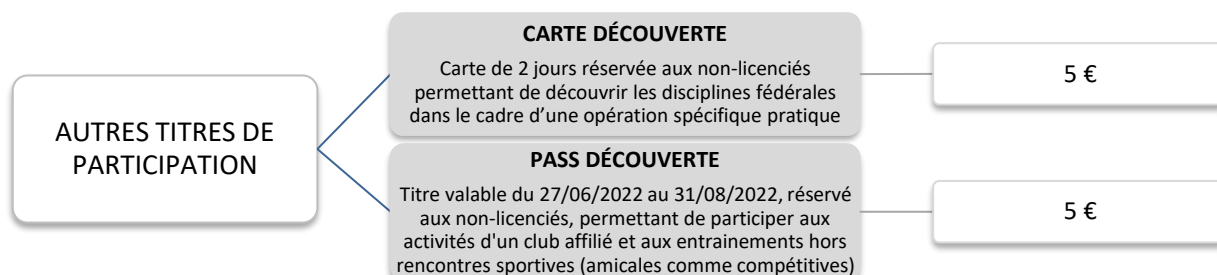 AUTRES TITRES DE
PARTICIPATION
CARTE DÉCOUVERTE
Carte de 2 jours réservée aux non-licenciés
permettant de découvrir les disciplines fédérales
dans le cadre d’une opération spécifique pratique
5 €
PASS DÉCOUVERTE
Titre valable du 27/06/2022 au 31/08/2022, réservé
aux non-licenciés, permettant de participer aux
activités d'un club affilié et aux entrainements hors
rencontres sportives (amicales comme compétitives)
5 €